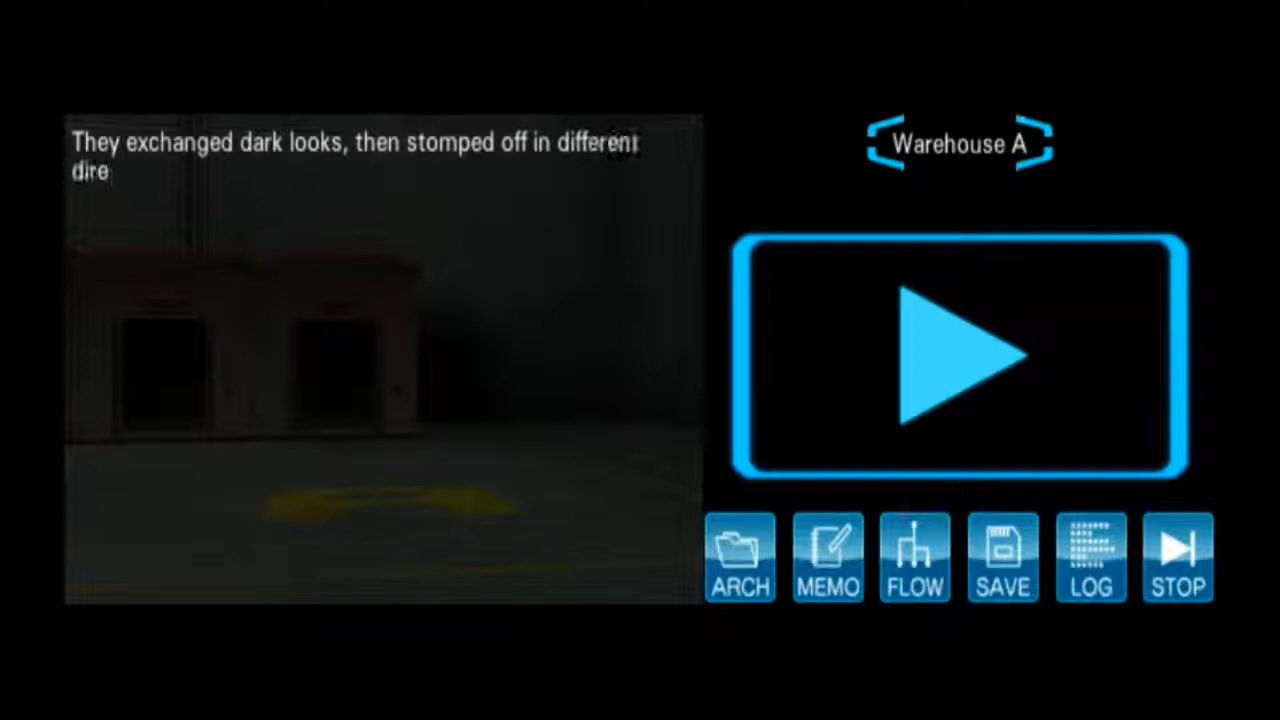 They exchanged dark looks, then stomped off in different
dire
Warehouse A
ARCH
MEMO
FLOW
SAVE
LOG
STOP